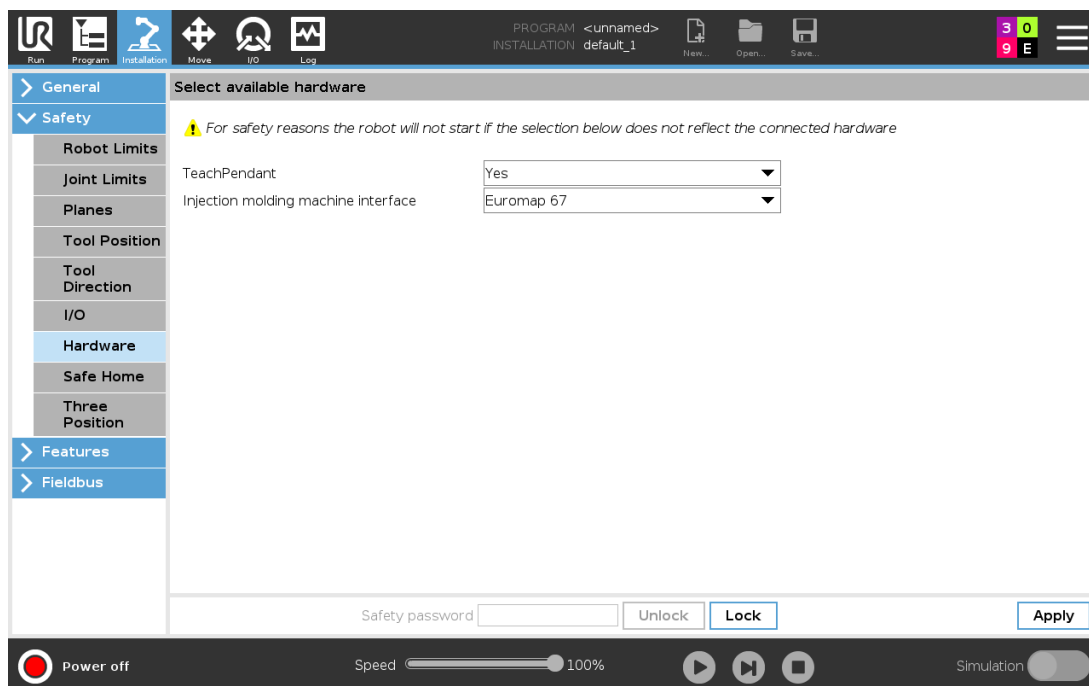 PROGRAM <unnamed>
INSTALLATION default_1
UR
Run
Program
Installation
Move
I/O
Log
New...
Open...
Save...
3 0
9 E
General
Safety
Robot Limits
Joint Limits
Planes
Tool Position
Tool
Direction
I/O
Hardware
Safe Home
Three
Position
Features
Fieldbus
Select available hardware
For safety reasons the robot will not start if the selection below does not reflect the connected hardware
TeachPendant Yes
Injection molding machine interface Euromap 67
Safety password Unlock Lock Apply
Power off Speed 100% Simulation